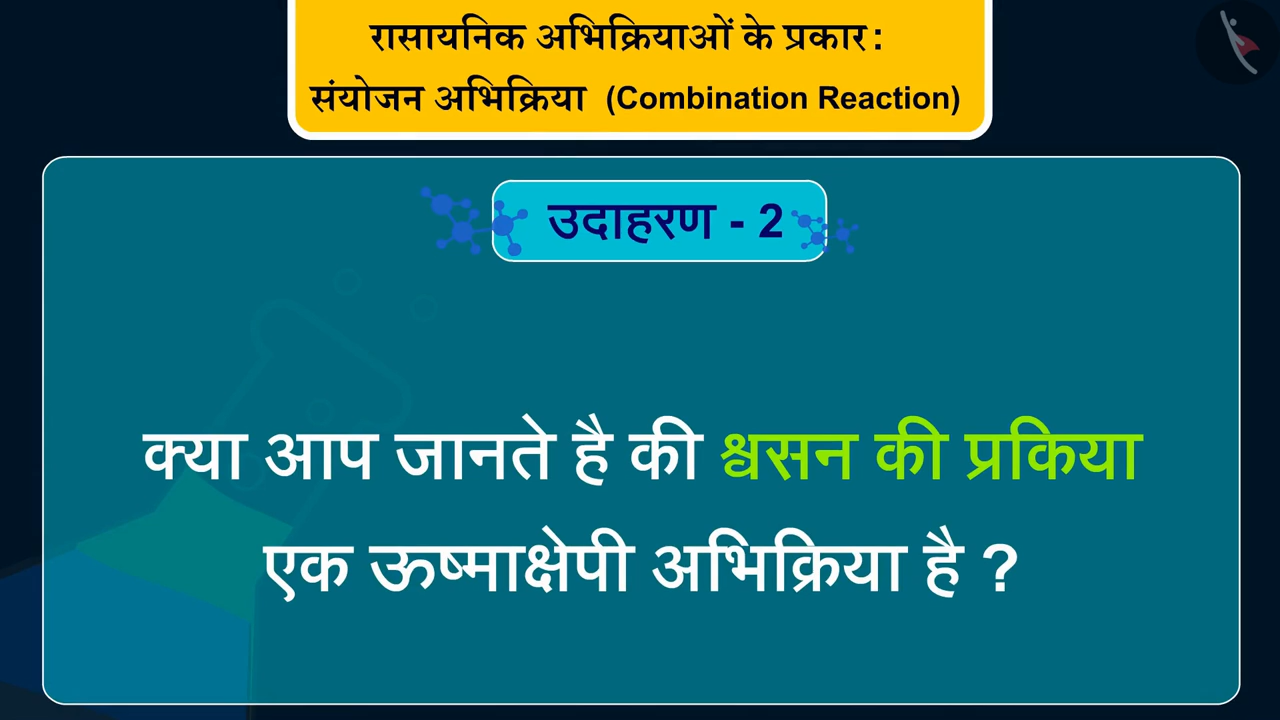 रासायनिक अभिक्रियाओं के प्रकार:
संयोजन अभिक्रिया (Combination Reaction)
उदाहरण - 2
क्या आप जानते है की श्वसन की प्रकिया
एक ऊष्माक्षेपी अभिक्रिया है ?